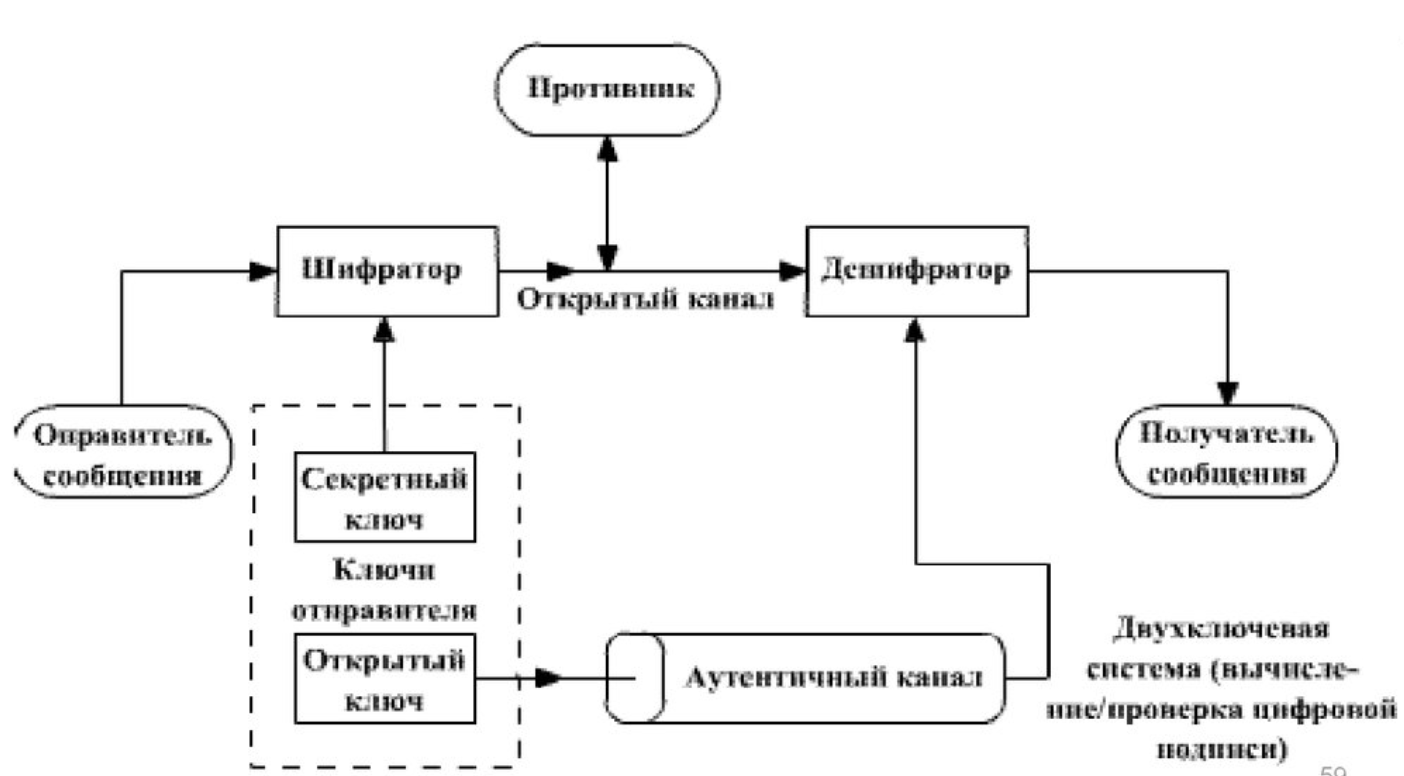 Противник
Шифратор
Дешифратор
Открытый канал
Оправитель
сообщения
Получатель
сообщения
Секретный
ключ
Ключи
отправителя
Открытый
ключ
Аутентичный канал
Двухключевая
система (вычисле-
ние/проверка цифровой
подписи)
59